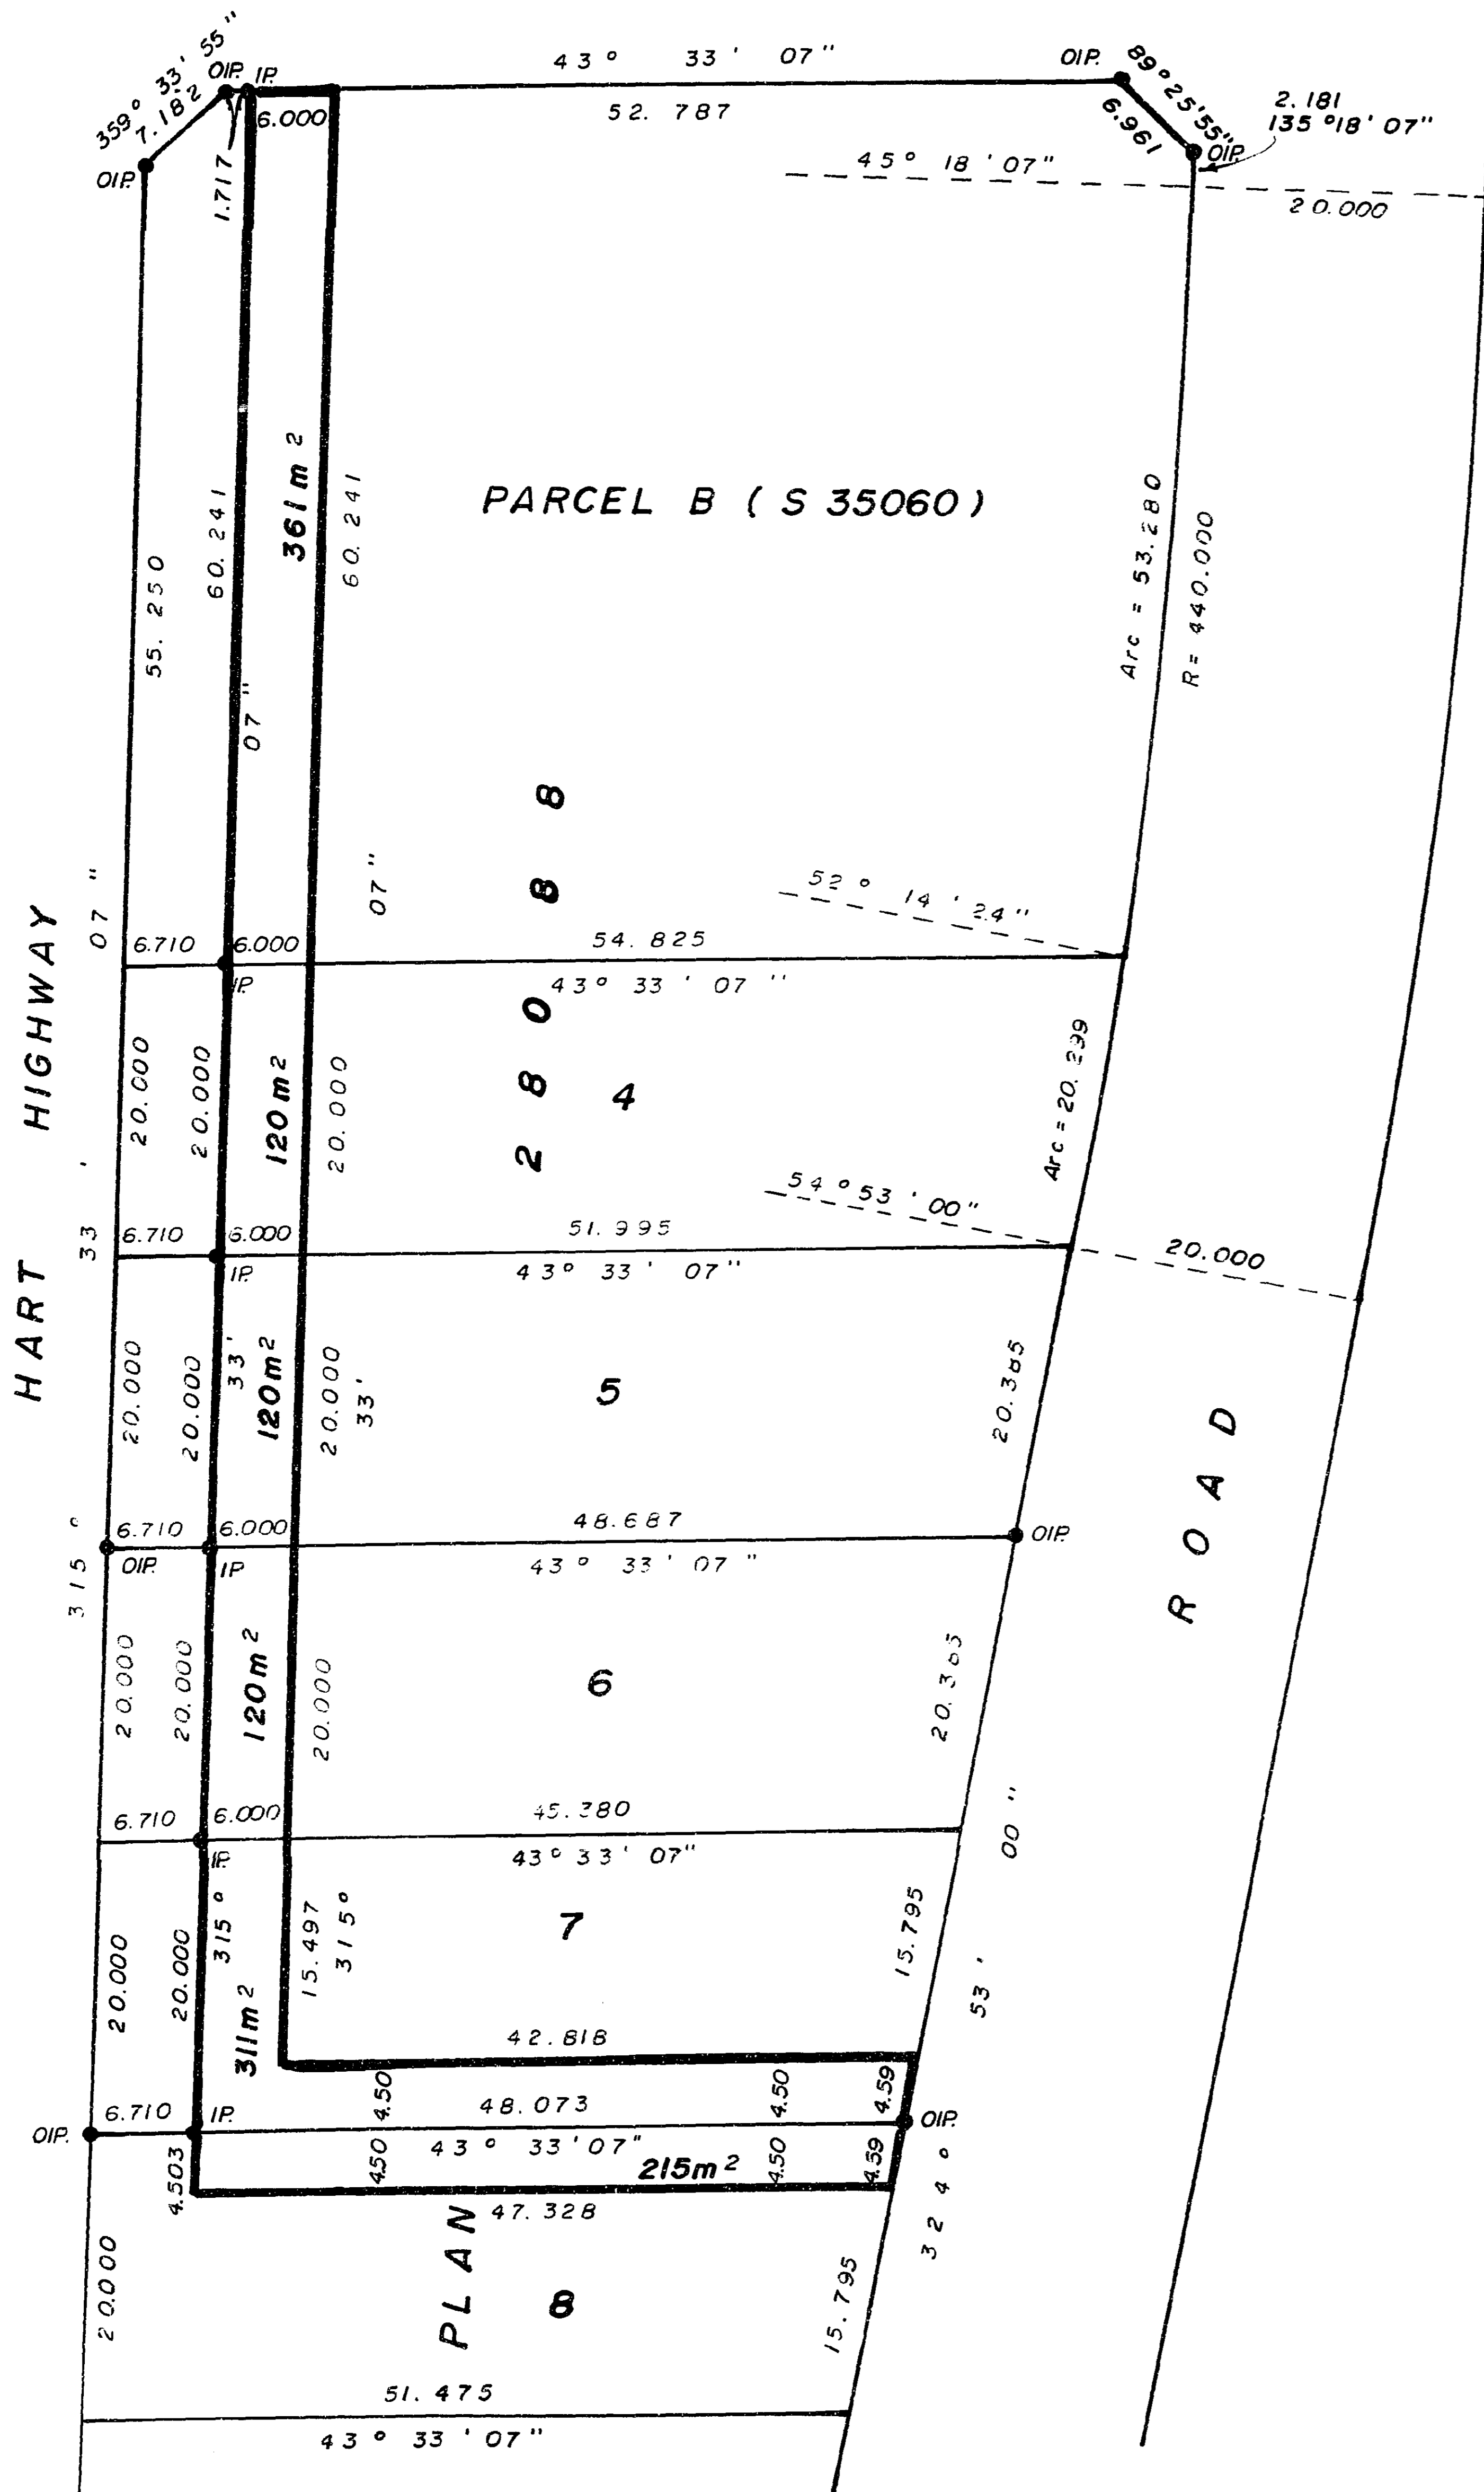 359° 33' 55"
7.182
OIP.
OIP.
IP.
43° 33' 07"
52.787
6.000
1.717
OIP.
89°25'55"
6.961
OIP.
2.181
135°18'07"
45° 18'07"
20.000
361m²
60.241
60.241
55.250
07"
PARCEL B (S 35060)
Arc = 53.280
R = 440.000
07"
07"
52° 14' 24"
6.710
6.000
54.825
IP.
43° 33' 07"
HART HIGHWAY
315° 33'
20.000
20.000
120m²
20.000
4
Arc = 20.299
54°53'00"
6.710
6.000
51.995
IP.
43° 33' 07"
20.000
20.000
20.000
33'
120m²
20.000
33'
5
20.365
6.710
6.000
48.687
OIP.
OIP.
IP
43° 33' 07"
ROAD
20.000
20.000
120m²
20.000
6
20.365
6.710
6.000
45.380
IP.
43° 33' 07"
20.000
20.000
315°
311m²
15.497
315°
7
15.795
324° 53' 00"
42.818
4.50
4.50
4.59
OIP.
6.710
IP.
48.073
OIP.
43° 33'07"
4.503
4.50
215m²
4.50
4.59
47.328
20.000
PLAN 28088
8
15.795
51.475
43° 33' 07"